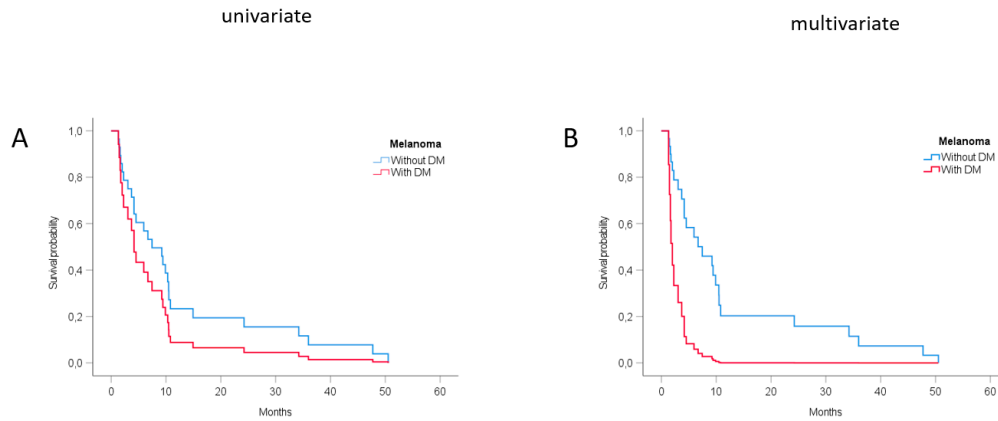 univariate
multivariate
A
1,0
0,8
0,6
0,4
0,2
0,0
Survival probability
0 10 20 30 40 50 60
Months
Melanoma
Without DM
With DM
B
1,0
0,8
0,6
0,4
0,2
0,0
Survival probability
0 10 20 30 40 50 60
Months
Melanoma
Without DM
With DM